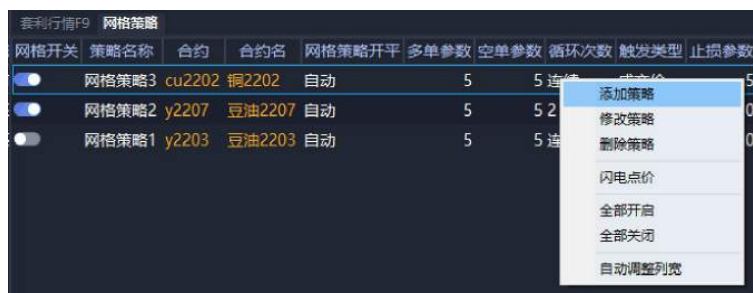 套利行情F9 网格策略
网格开关 策略名称 合约 合约名 网格策略开平 多单参数 空单参数 循环次数 触发类型 止损参数
网格策略3 cu2202 铜2202 自动 5 5 连续 成交价 5
网格策略2 y2207 豆油2207 自动 5 5 2 0
网格策略1 y2203 豆油2203 自动 5 5 连 0
添加策略
修改策略
删除策略
闪电点价
全部开启
全部关闭
自动调整列宽